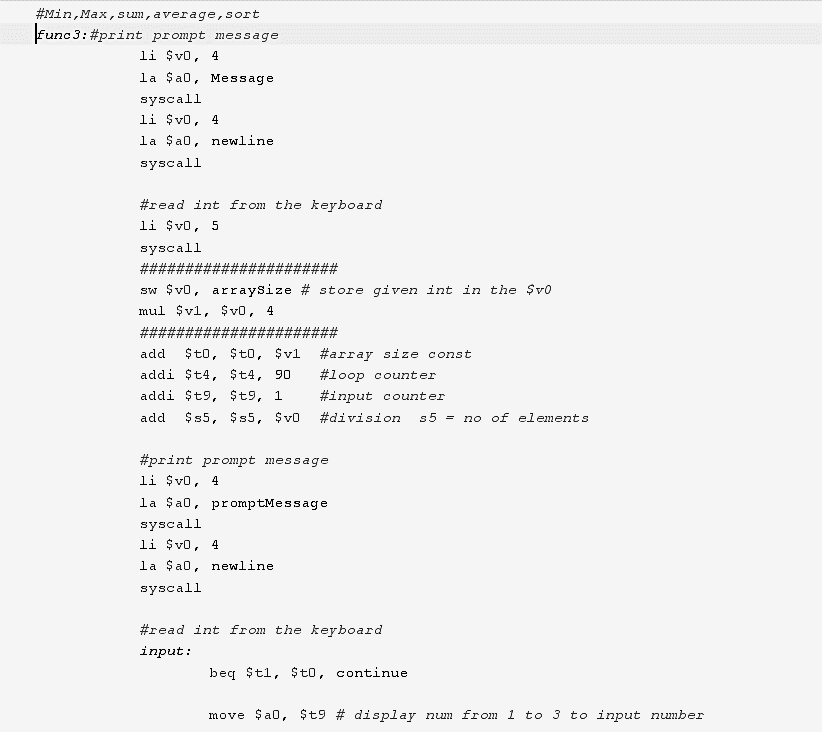 #Min,Max,sum,average,sort
func3:#print prompt message
li $v0, 4
la $a0, Message
syscall
li $v0, 4
la $a0, newline
syscall
#read int from the keyboard
li $v0, 5
syscall
######################
sw $v0, arraySize # store given int in the $v0
mul $v1, $v0, 4
######################
add  $t0, $t0, $v1  #array size const
addi $t4, $t4, 90   #loop counter
addi $t9, $t9, 1    #input counter
add  $s5, $s5, $v0  #division  s5 = no of elements
#print prompt message
li $v0, 4
la $a0, promptMessage
syscall
li $v0, 4
la $a0, newline
syscall
#read int from the keyboard
input:
beq $t1, $t0, continue
move $a0, $t9 # display num from 1 to 3 to input number